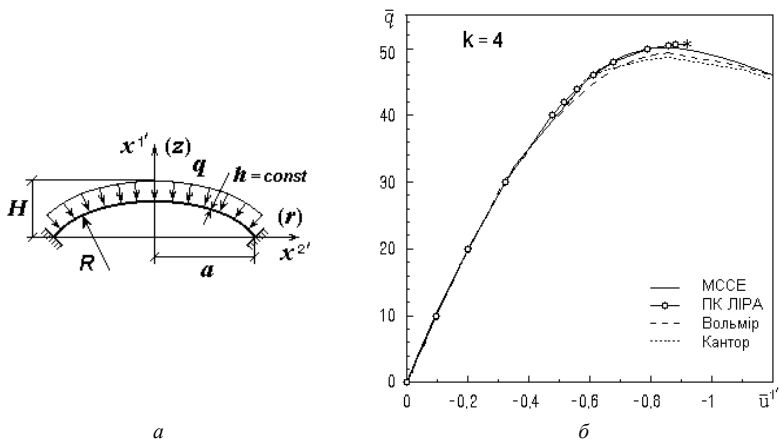 x¹′ (z)
q
h = const
H
(r)
x²′
R
a
а
q̄
k = 4
50
40
30
20
10
0
МССЕ
ПК ЛІРА
Вольмір
Кантор
0 -0,2 -0,4 -0,6 -0,8 -1 ū¹′
б